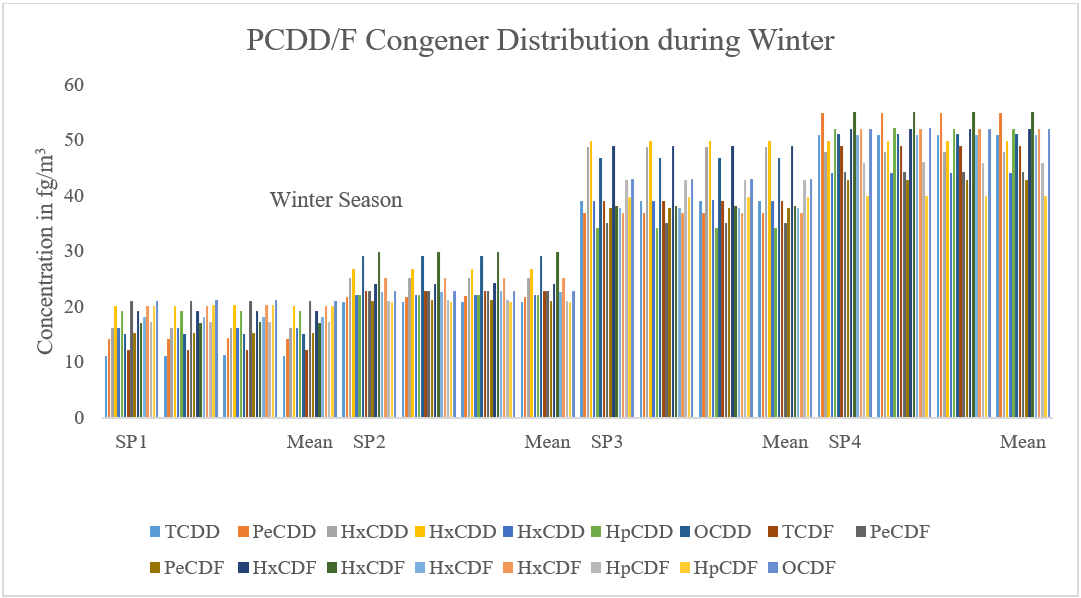 PCDD/F Congener Distribution during Winter
60
50
40
30
20
10
0
Concentration in fg/m³
Winter Season
SP1 Mean SP2 Mean SP3 Mean SP4 Mean
TCDD PeCDD HxCDD HxCDD HxCDD HpCDD OCDD TCDF PeCDF
PeCDF HxCDF HxCDF HxCDF HxCDF HpCDF HpCDF OCDF